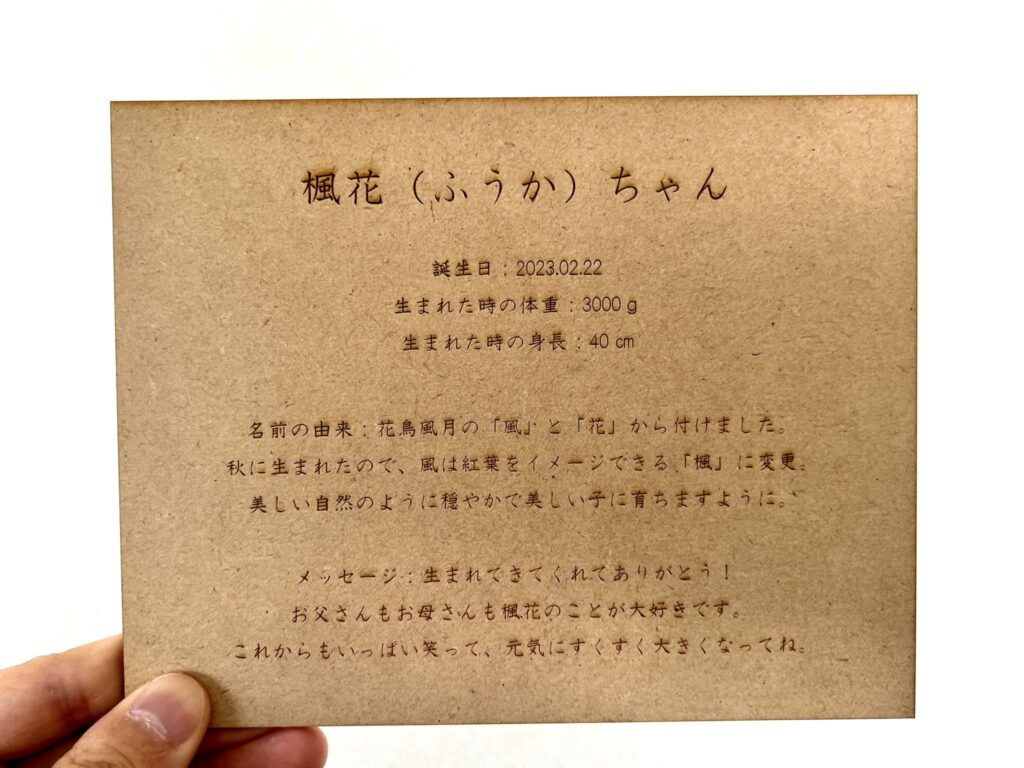 楓花（ふうか）ちゃん
誕生日：2023.02.22
生まれた時の体重：3000 g
生まれた時の身長：40 cm
名前の由来：花鳥風月の「風」と「花」から付けました。
秋に生まれたので、風は紅葉をイメージできる「楓」に変更。
美しい自然のように穏やかで美しい子に育ちますように。
メッセージ：生まれてきてくれてありがとう！
お父さんもお母さんも楓花のことが大好きです。
これからもいっぱい笑って、元気にすくすく大きくなってね。